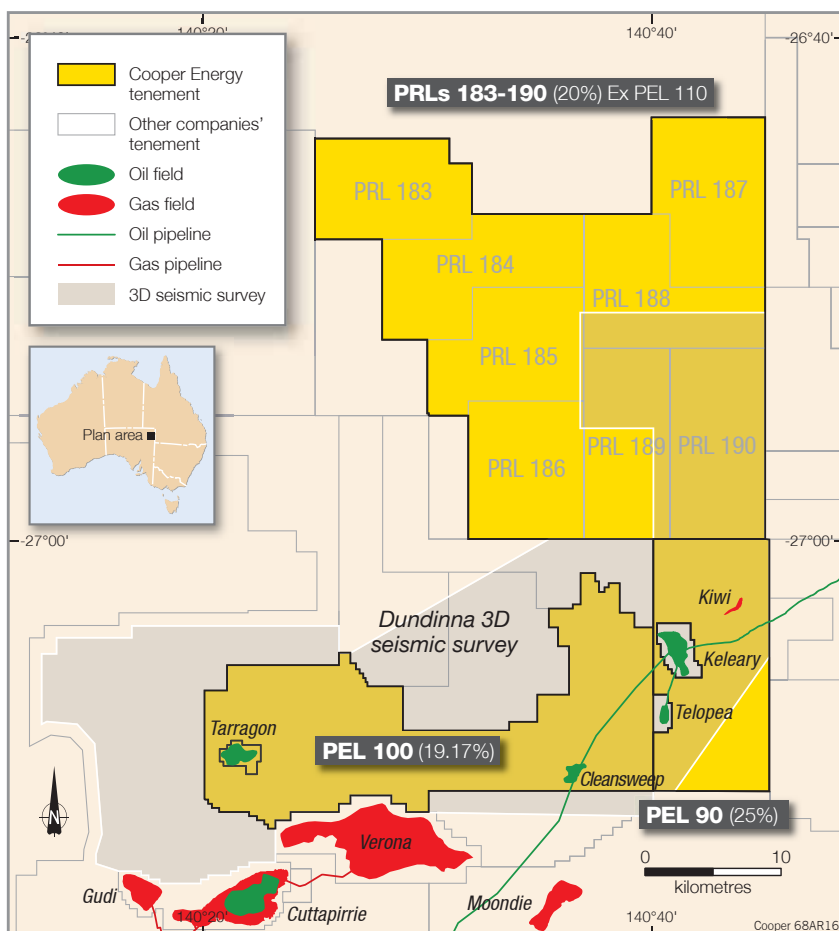 -26°40'
140°20'
140°40'
-26°40'
Cooper Energy
tenement
Other companies'
tenement
Oil field
Gas field
Oil pipeline
Gas pipeline
3D seismic survey
PRLs 183-190 (20%) Ex PEL 110
PRL 183
PRL 187
PRL 184
PRL 188
PRL 185
PRL 189
PRL 190
PRL 186
Plan area
-27°00'
-27°00'
Kiwi
Dundinna 3D
seismic survey
Keleary
Telopea
Tarragon
PEL 100 (19.17%)
Cleansweep
PEL 90 (25%)
Verona
0 10
kilometres
Gudi
Cuttapirrie
Moondie
140°20'
140°40'
Cooper 68AR16